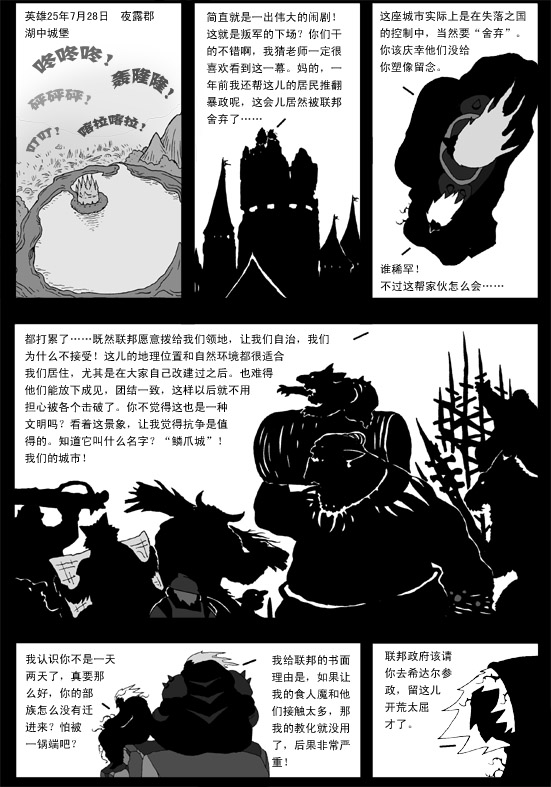 英雄25年7月28日　夜露郡
湖中城堡
咚咚咚！
轰隆隆！
砰砰砰！
叮叮！
喀拉喀拉！
简直就是一出伟大的闹剧！
这就是叛军的下场？你们干
的不错啊，我猜老师一定很
喜欢看到这一幕。妈的，一
年前我还帮这儿的居民推翻
暴政呢，这会儿居然被联邦
舍弃了……
这座城市实际上是在失落之国
的控制中，当然要“舍弃”。
你该庆幸他们没给
你塑像留念。
谁稀罕！
不过这帮家伙怎么会……
都打累了……既然联邦愿意拨给我们领地，让我们自治，我们
为什么不接受！这儿的地理位置和自然环境都很适合
我们居住，尤其是在大家自己改建过之后。也难得
他们能放下成见，团结一致，这样以后就不用
担心被各个击破了。你不觉得这也是一种
文明吗？看着这景象，让我觉得抗争是值
得的。知道它叫什么名字？“鳞爪城”！
我们的城市！
我认识你不是一天
两天了，真要那
么好，你的部
族怎么没有迁
进来？怕被
一锅端吧？
我给联邦的书面
理由是，如果让
我的食人魔和他
们接触太多，那
我的教化就没用
了，后果非常严
重！
联邦政府该请
你去希达尔参
政，留这儿
开荒太屈
才了。